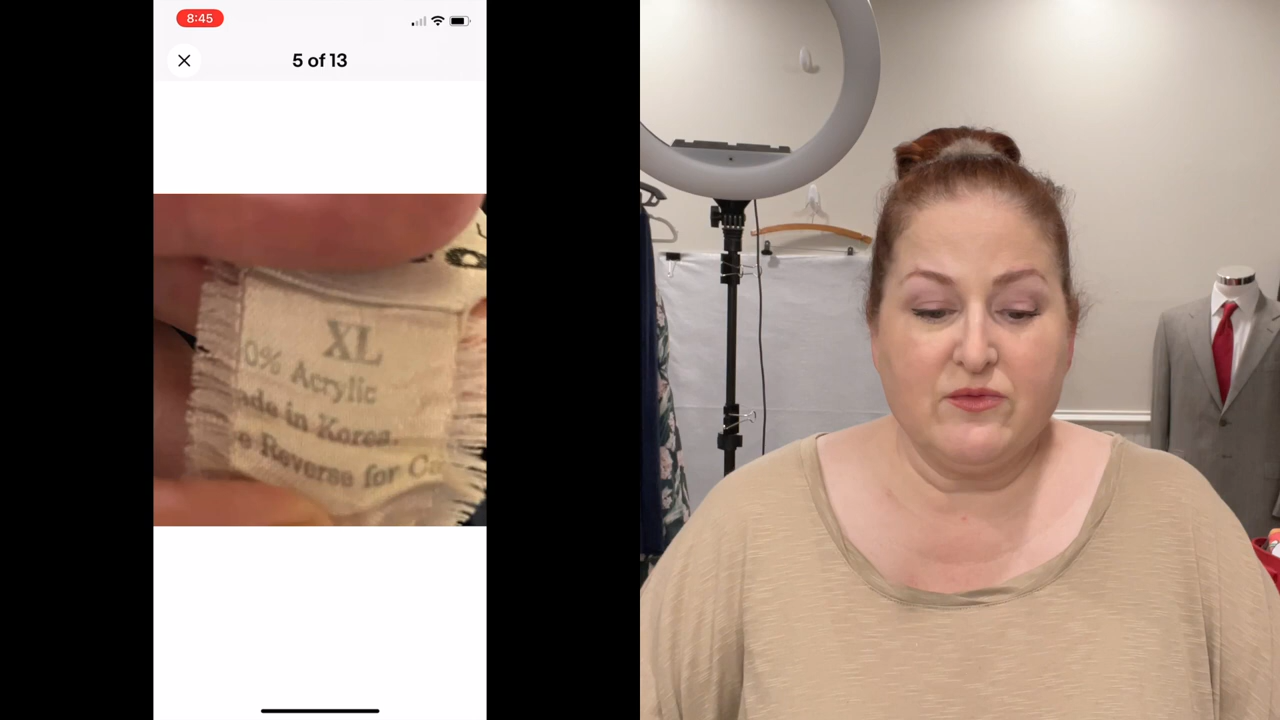 8:45
5 of 13
XL
0% Acrylic
ade in Korea.
e Reverse for Ca